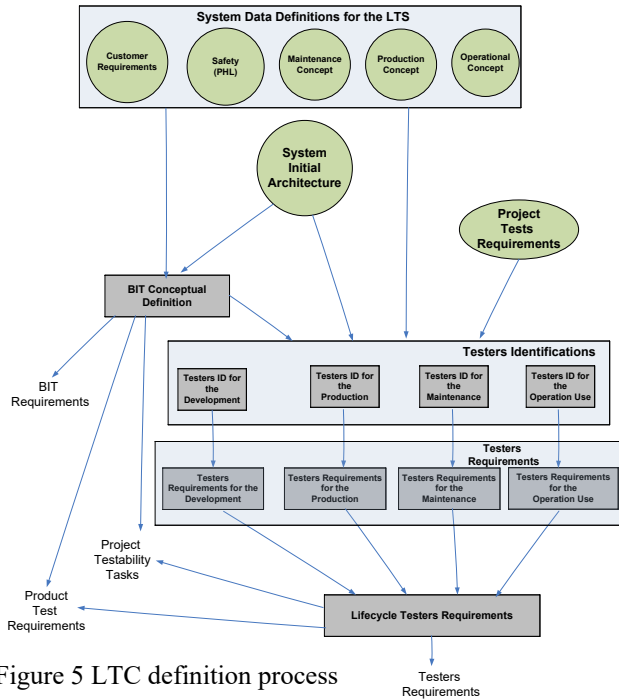 System Data Definitions for the LTS
Customer
Requirements
Safety
(PHL)
Maintenance
Concept
Production
Concept
Operational
Concept
System
Initial
Architecture
Project
Tests
Requirements
BIT Conceptual
Definition
BIT
Requirements
Testers Identifications
Testers ID for
the
Development
Testers ID for
the
Production
Testers ID for
the
Maintenance
Testers ID for
the
Operation Use
Testers
Requirements
Testers
Requirements for the
Development
Testers Requirements
for the
Production
Testers Requirements
for the
Maintenance
Testers Requirements
for the
Operation Use
Project
Testability
Tasks
Product
Test
Requirements
Lifecycle Testers Requirements
Testers
Requirements
Figure 5 LTC definition process